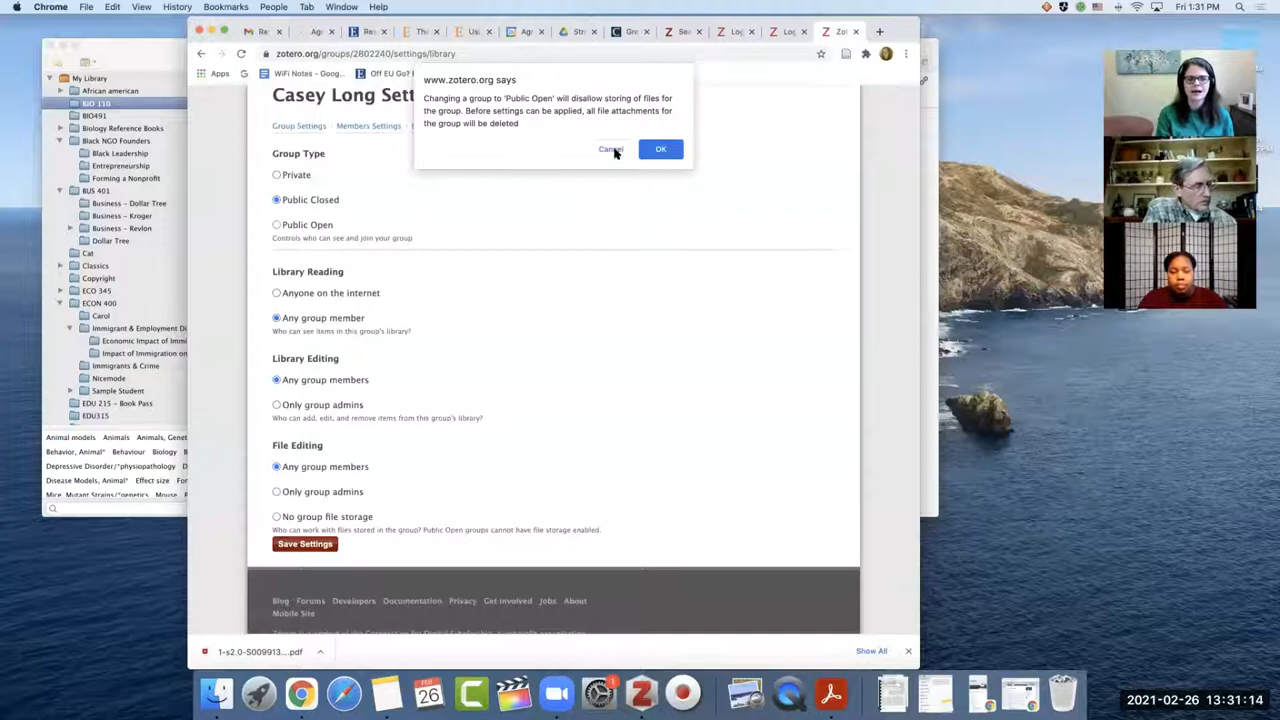 Chrome File Edit View History Bookmarks People Tab Window Help Fri 1:31 PM
zotero.org/groups/2802240/settings/library
Apps WiFi Notes - Goog... Off EU Go?
www.zotero.org says
Changing a group to 'Public Open' will disallow storing of files for
the group. Before settings can be applied, all file attachments for
the group will be deleted
Cancel OK
My Library
African american
BIO 110
BIO491
Biology Reference Books
Black NGO Founders
Black Leadership
Entrepreneurship
Forming a Nonprofit
BUS 401
Business - Dollar Tree
Business - Kroger
Business - Revlon
Dollar Tree
Cat
Classics
Copyright
ECO 345
ECON 400
Carol
Immigrant & Employment Di
Economic Impact of Immi
Impact of Immigration on
Immigrants & Crime
Nicemode
Sample Student
EDU 215 - Book Pass
EDU315
Animal models Animals Animals, Genet
Behavior, Animal* Behaviour Biology
Depressive Disorder/*physiopathology
Disease Models, Animal* Effect size
Mice, Mutant Strains/*genetics Mouse
Casey Long Sett
Group Settings Members Settings
Group Type
Private
Public Closed
Public Open
Controls who can see and join your group
Library Reading
Anyone on the internet
Any group member
Who can see items in this group's library?
Library Editing
Any group members
Only group admins
Who can add, edit, and remove items from this group's library?
File Editing
Any group members
Only group admins
No group file storage
Who can work with files stored in the group? Public Open groups cannot have file storage enabled.
Save Settings
Blog Forums Developers Documentation Privacy Get Involved Jobs About
Mobile Site
1-s2.0-S009913....pdf Show All
FEB
26
1
2021-02-26 13:31:14